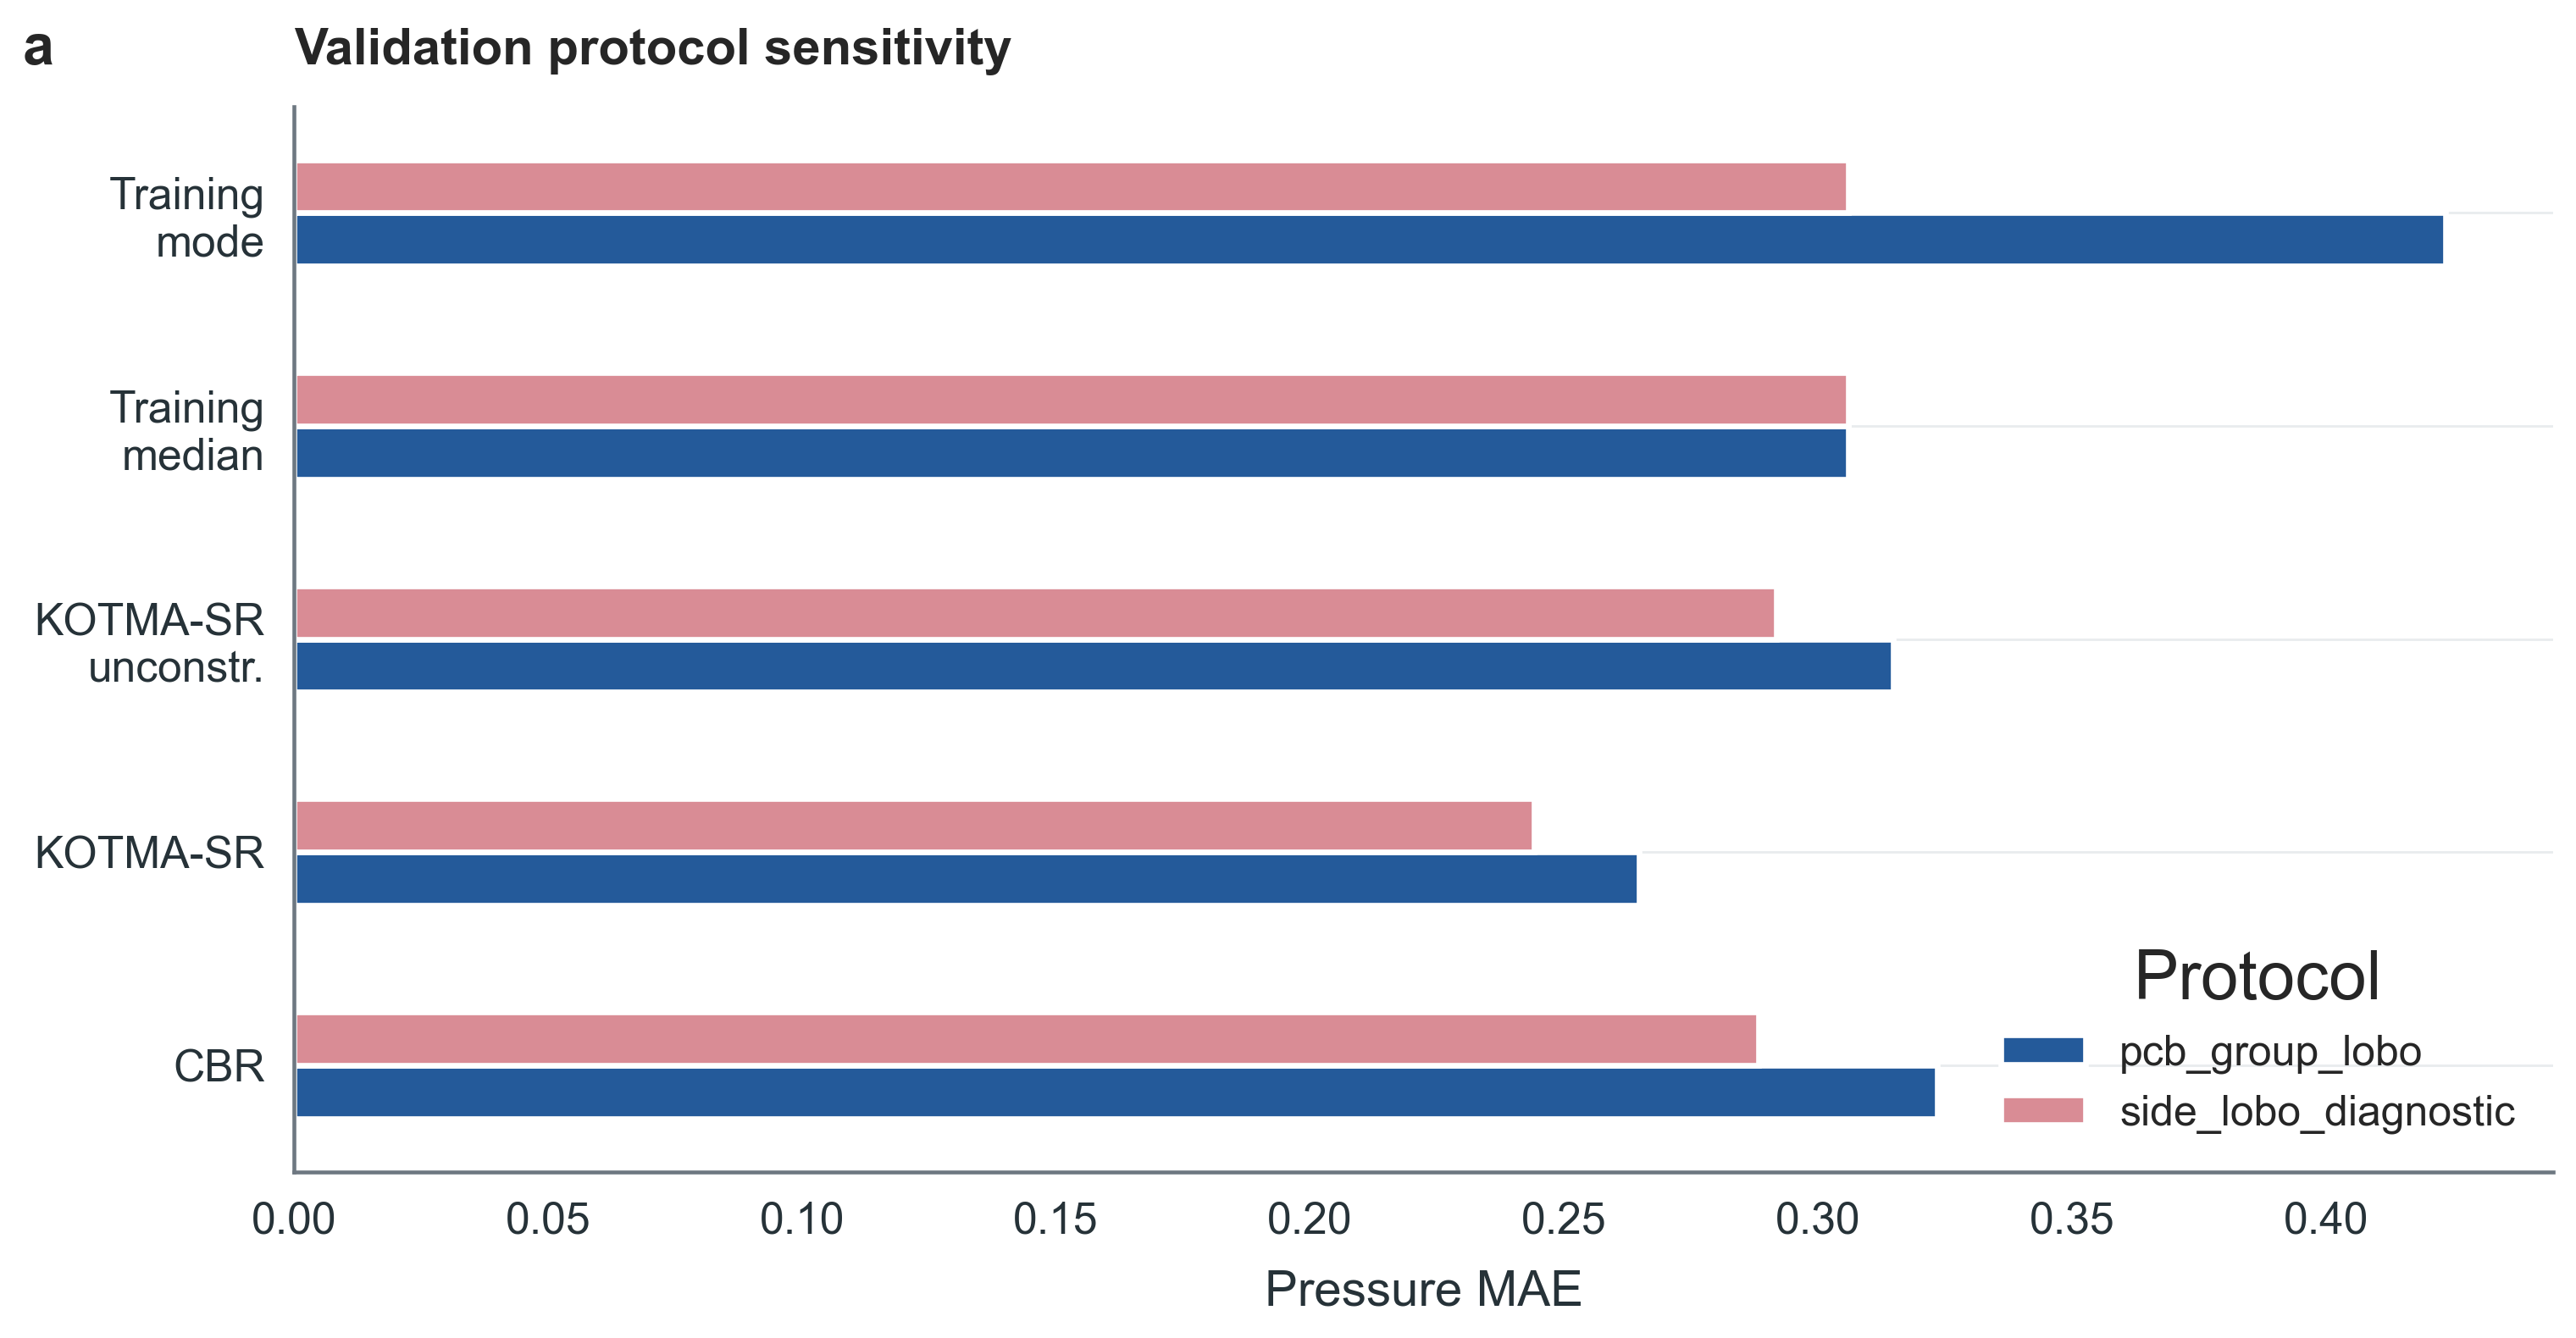 a
Validation protocol sensitivity
Training
mode
Training
median
KOTMA-SR
unconstr.
KOTMA-SR
CBR
Protocol
pcb_group_lobo
side_lobo_diagnostic
0.00 0.05 0.10 0.15 0.20 0.25 0.30 0.35 0.40
Pressure MAE